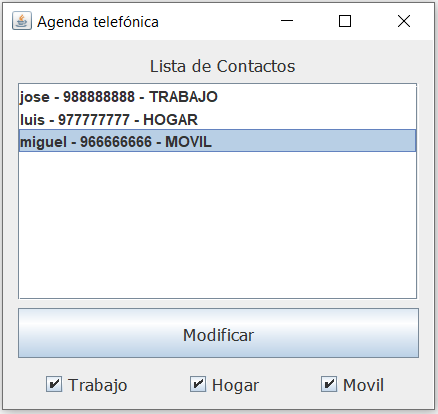 Agenda telefónica
Lista de Contactos
jose - 988888888 - TRABAJO
luis - 977777777 - HOGAR
miguel - 966666666 - MOVIL
Modificar
Trabajo Hogar Movil